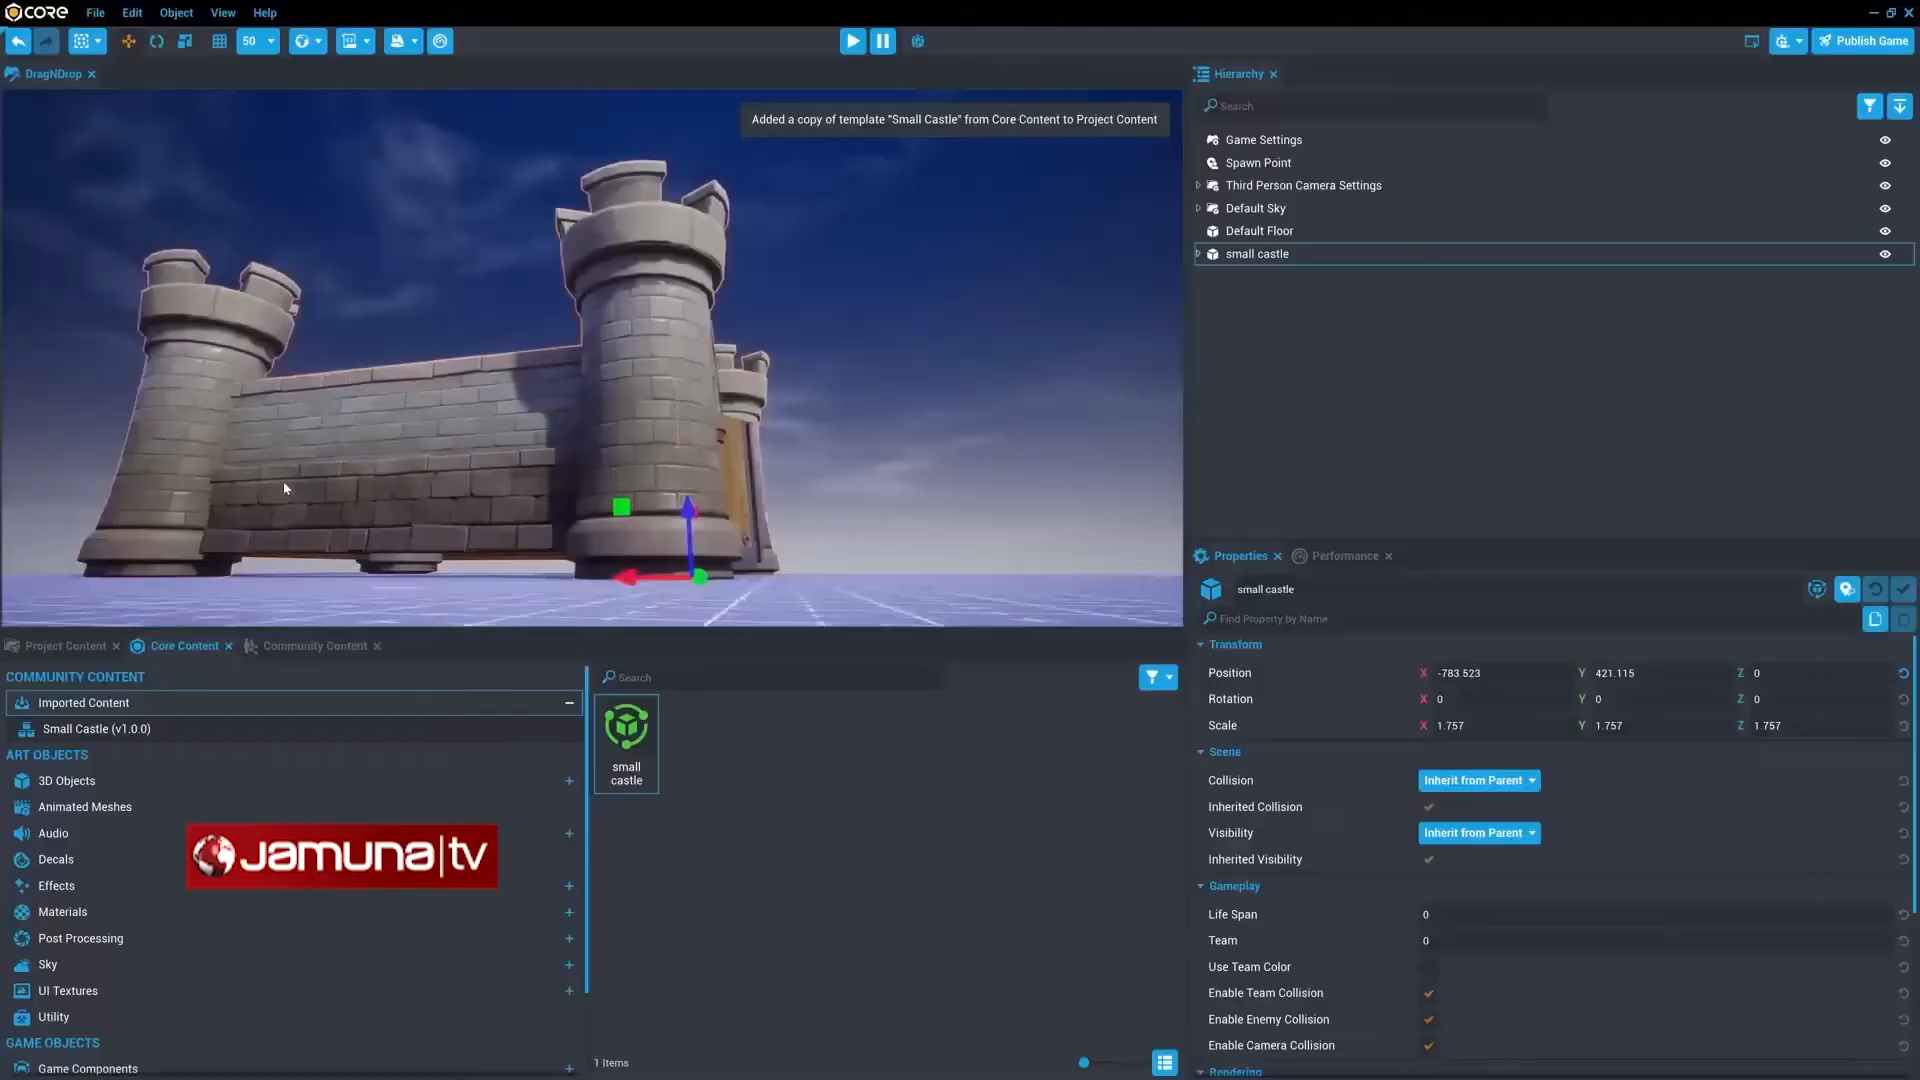 CORE File Edit Object View Help
50 Publish Game
DragNDrop
Added a copy of template "Small Castle" from Core Content to Project Content
Hierarchy
Search
Game Settings
Spawn Point
Third Person Camera Settings
Default Sky
Default Floor
small castle
Project Content Core Content Community Content
COMMUNITY CONTENT
Imported Content
Small Castle (v1.0.0)
ART OBJECTS
3D Objects
Animated Meshes
Audio
Decals
Effects
Materials
Post Processing
Sky
UI Textures
Utility
GAME OBJECTS
Game Components
Jamuna|tv
Search
small
castle
1 Items
Properties Performance
small castle
Find Property by Name
Transform
Position X -783.523 Y 421.115 Z 0
Rotation X 0 Y 0 Z 0
Scale X 1.757 Y 1.757 Z 1.757
Scene
Collision Inherit from Parent
Inherited Collision
Visibility Inherit from Parent
Inherited Visibility
Gameplay
Life Span 0
Team 0
Use Team Color
Enable Team Collision
Enable Enemy Collision
Enable Camera Collision
Rendering